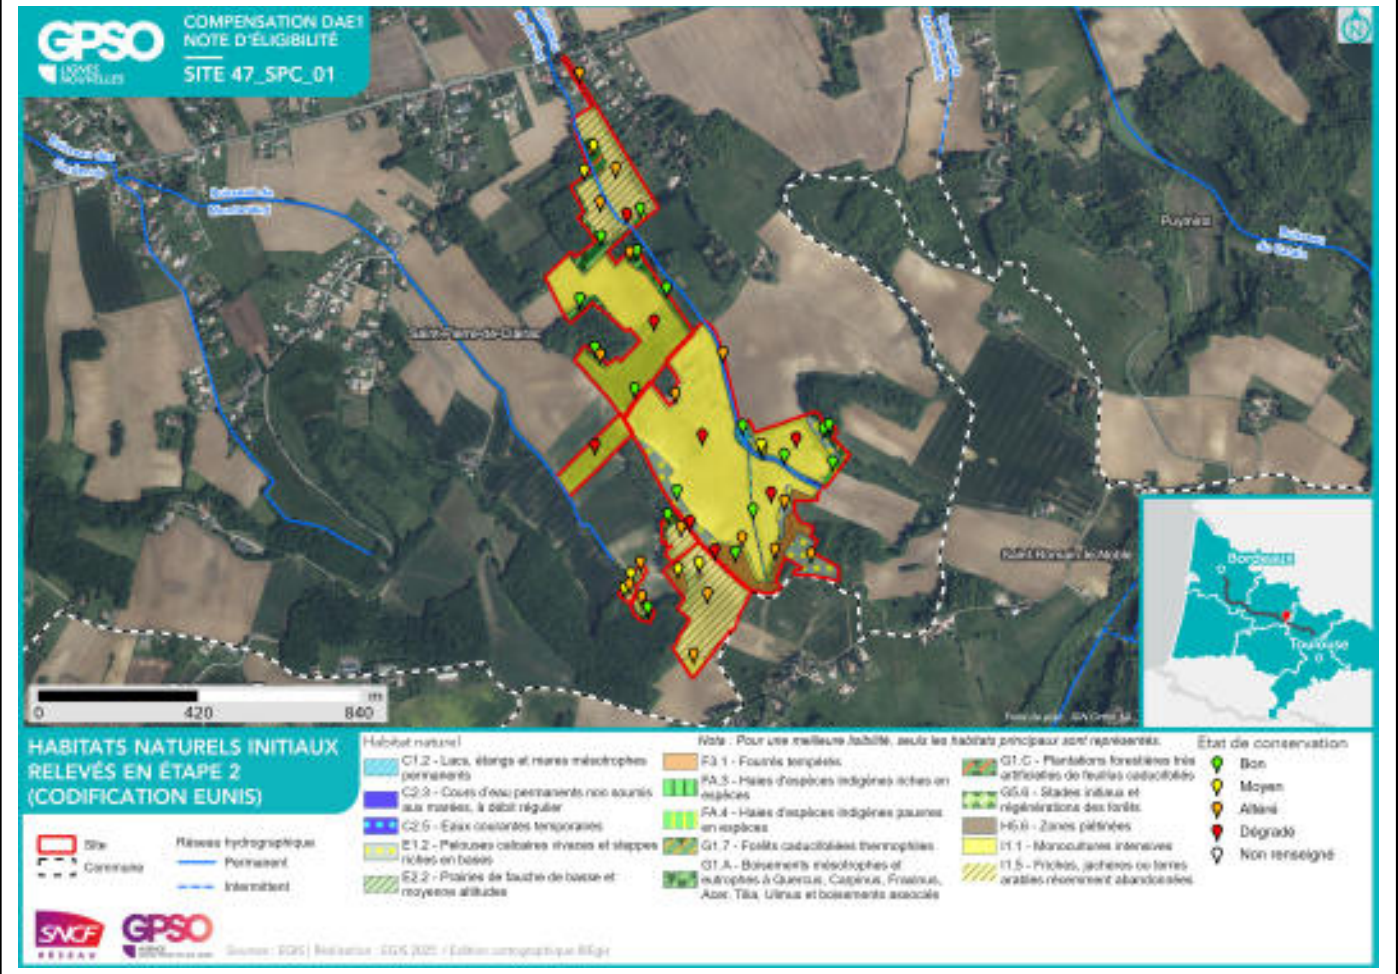 GPSO
LIGNES
NOUVELLES
COMPENSATION DAE1
NOTE D'ÉLIGIBILITÉ
SITE 47_SPC_01
N
Puymirol
Saint-Pierre-de-Clairac
Saint-Romain-le-Noble
Bordeaux
Toulouse
m
0 420 840
HABITATS NATURELS INITIAUX
RELEVÉS EN ÉTAPE 2
(CODIFICATION EUNIS)
Site
Commune
Réseau hydrographique
Permanent
Intermittent
Habitat naturel
C1.2 - Lacs, étangs et mares mésotrophes
permanents
C2.3 - Cours d'eau permanents non soumis
aux marées, à débit régulier
C2.5 - Eaux courantes temporaires
E1.2 - Pelouses calcaires vivaces et steppes
riches en bases
E2.2 - Prairies de fauche de basse et
moyenne altitudes
Note : Pour une meilleure lisibilité, seuls les habitats principaux sont représentés.
F3.1 - Fourrés tempérés
FA.3 - Haies d'espèces indigènes riches en
espèces
FA.4 - Haies d'espèces indigènes pauvres
en espèces
G1.7 - Forêts caducifoliées thermophiles
G1.A - Boisements mésotrophes et
eutrophes à Quercus, Carpinus, Fraxinus,
Acer, Tilia, Ulmus et boisements associés
G1.C - Plantations forestières très
artificielles de feuillus caducifoliés
G5.6 - Stades initiaux et
régénérations des forêts
H5.6 - Zones piétinées
I1.1 - Monocultures intensives
I1.5 - Friches, jachères ou terres
arables récemment abandonnées
Etat de conservation
Bon
Moyen
Altéré
Dégradé
Non renseigné
SNCF
RÉSEAU
GPSO
Sources : EGIS | Réalisation : EGIS 2025 / Edition cartographique ©Egis